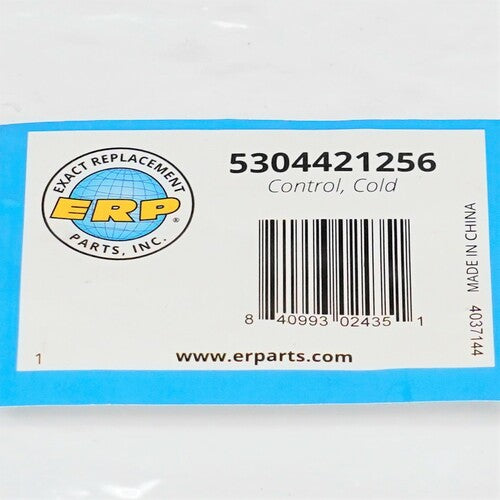 EXACT REPLACEMENT
ERP®
PARTS, INC.
5304421256
Control, Cold
8 40993 02435 1
MADE IN CHINA
4037144
1
www.erparts.com